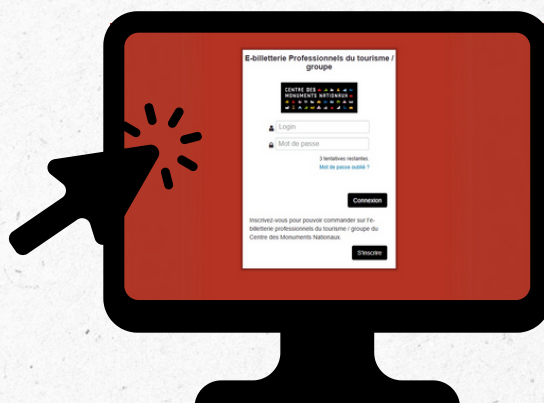 E-billetterie Professionnels du tourisme /
groupe
CENTRE DES
MONUMENTS NATIONAUX
Login
Mot de passe
3 tentatives restantes
Mot de passe oublié ?
Connexion
Inscrivez-vous pour pouvoir commander sur l'e-
billetterie professionnels du tourisme / groupe du
Centre des Monuments Nationaux.
S'inscrire